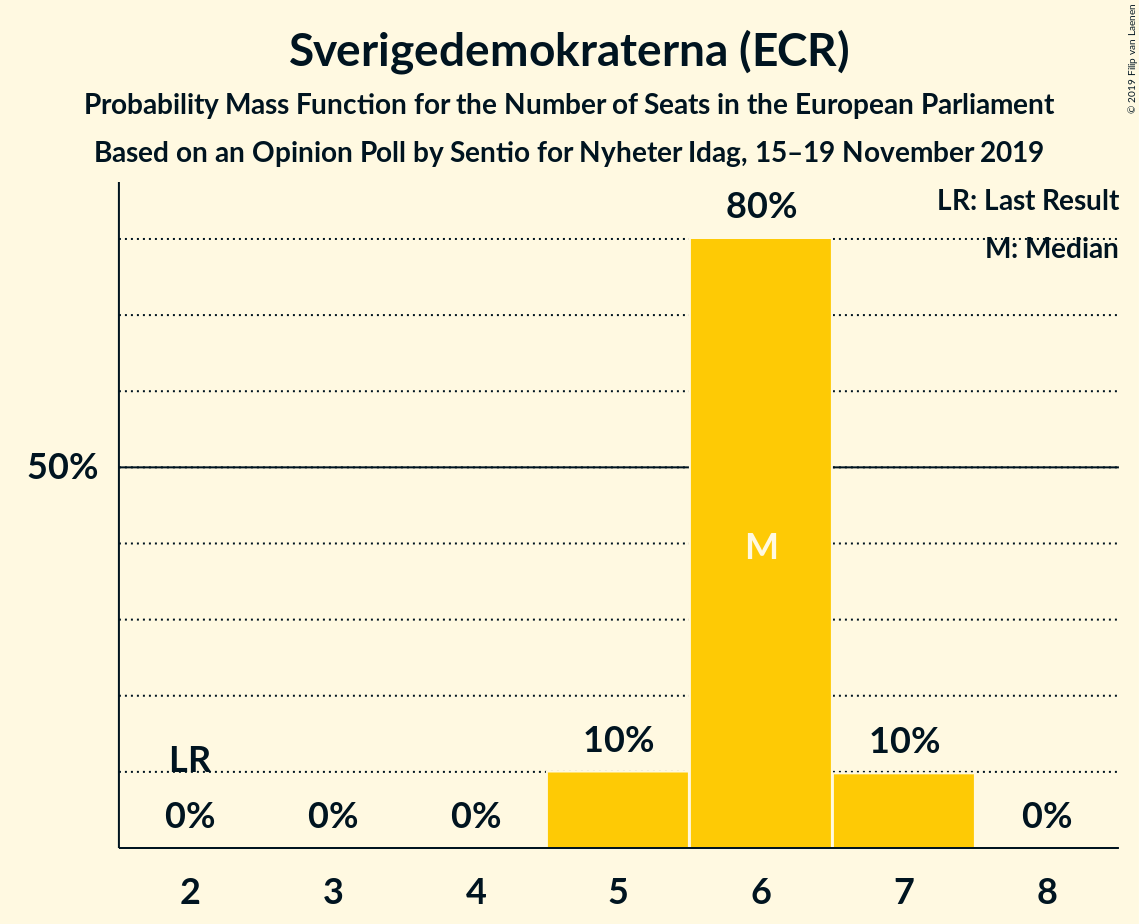 Sverigedemokraterna (ECR)
Probability Mass Function for the Number of Seats in the European Parliament
Based on an Opinion Poll by Sentio for Nyheter Idag, 15–19 November 2019
© 2019 Filip van Laenen
LR: Last Result
M: Median
80%
50%
M
LR
10%
10%
0%
0%
0%
0%
2
3
4
5
6
7
8